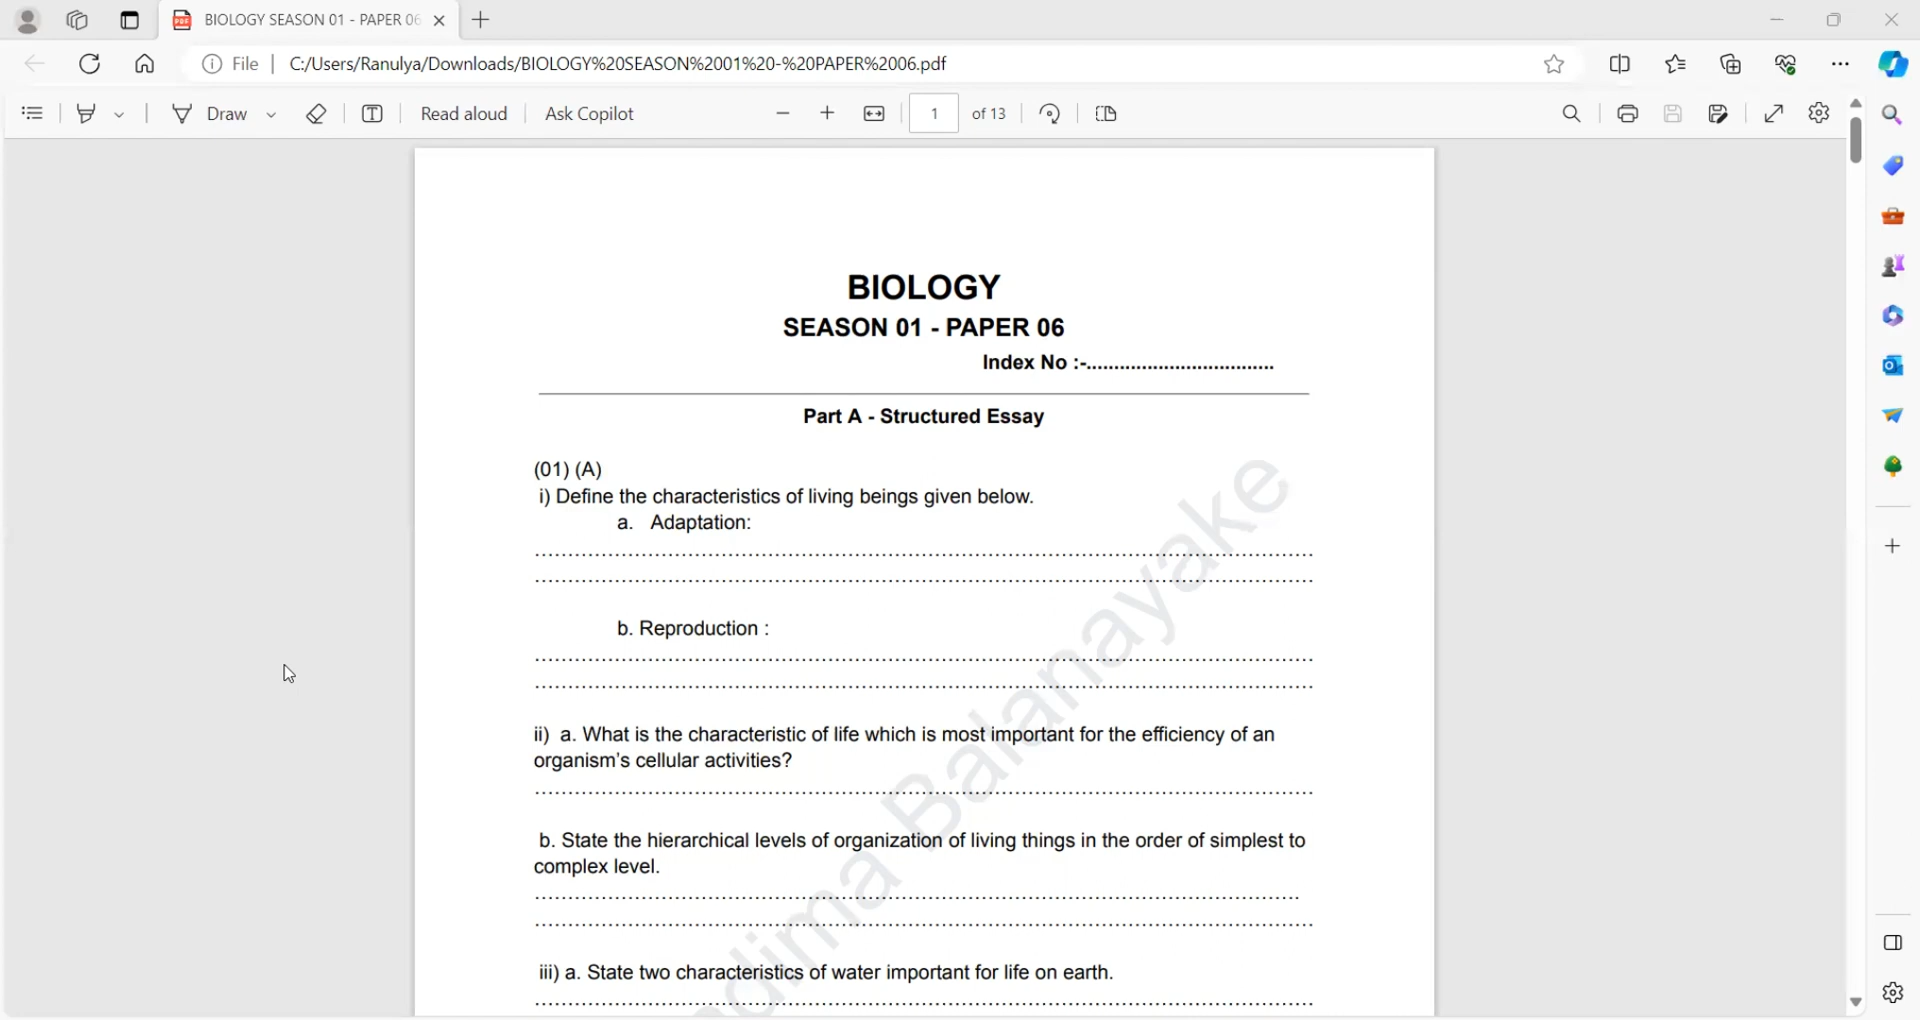 BIOLOGY SEASON 01 - PAPER 06
File
C:/Users/Ranulya/Downloads/BIOLOGY%20SEASON%2001%20-%20PAPER%2006.pdf
Draw
Read aloud
Ask Copilot
1
of 13
BIOLOGY
SEASON 01 - PAPER 06
Index No :-................................
Part A - Structured Essay
(01) (A)
i) Define the characteristics of living beings given below.
a. Adaptation:
b. Reproduction :
ii) a. What is the characteristic of life which is most important for the efficiency of an
organism's cellular activities?
b. State the hierarchical levels of organization of living things in the order of simplest to
complex level.
iii) a. State two characteristics of water important for life on earth.
dima Balanayake